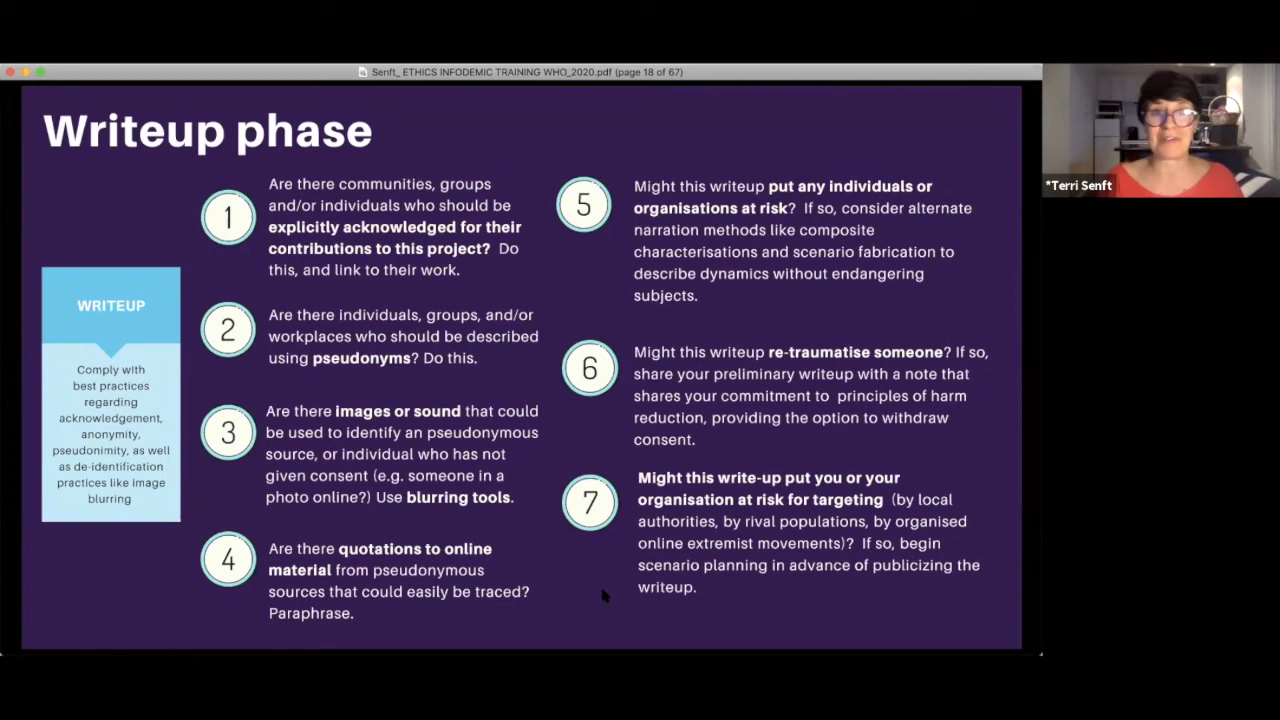 Senft_ ETHICS INFODEMIC TRAINING WHO_2020.pdf (page 18 of 67)
Writeup phase
WRITEUP
Comply with
best practices
regarding
acknowledgement,
anonymity,
pseudonimity, as well
as de-identification
practices like image
blurring
1
Are there communities, groups
and/or individuals who should be
explicitly acknowledged for their
contributions to this project? Do
this, and link to their work.
2
Are there individuals, groups, and/or
workplaces who should be described
using pseudonyms? Do this.
3
Are there images or sound that could
be used to identify an pseudonymous
source, or individual who has not
given consent (e.g. someone in a
photo online?) Use blurring tools.
4
Are there quotations to online
material from pseudonymous
sources that could easily be traced?
Paraphrase.
5
Might this writeup put any individuals or
organisations at risk? If so, consider alternate
narration methods like composite
characterisations and scenario fabrication to
describe dynamics without endangering
subjects.
6
Might this writeup re-traumatise someone? If so,
share your preliminary writeup with a note that
shares your commitment to principles of harm
reduction, providing the option to withdraw
consent.
7
Might this write-up put you or your
organisation at risk for targeting (by local
authorities, by rival populations, by organised
online extremist movements)? If so, begin
scenario planning in advance of publicizing the
writeup.
*Terri Senft